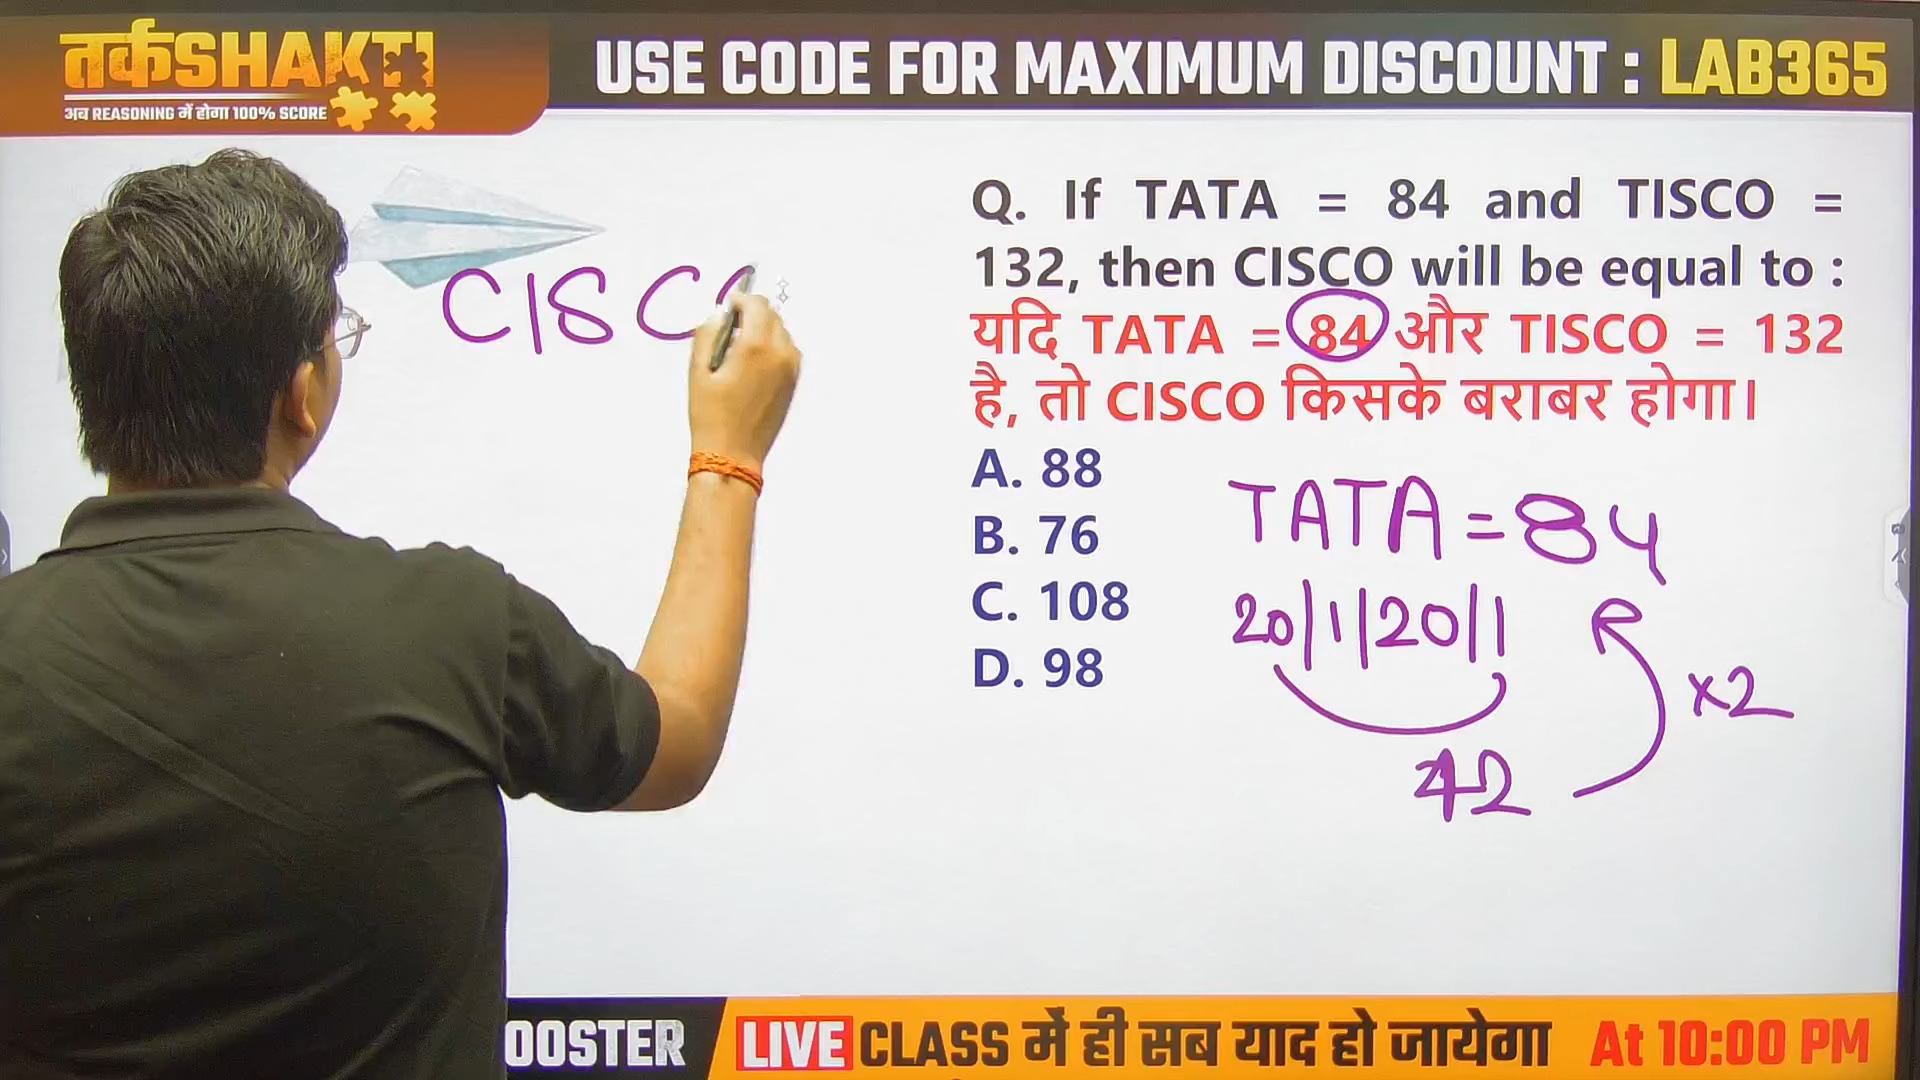 तर्कSHAKTI
अब REASONING में होगा 100% SCORE
USE CODE FOR MAXIMUM DISCOUNT : LAB365
Q. If TATA = 84 and TISCO =
132, then CISCO will be equal to :
यदि TATA = 84 और TISCO = 132
है, तो CISCO किसके बराबर होगा।
A. 88
B. 76
C. 108
D. 98
CISC
TATA = 84
20|1|20|1
×2
42
OOSTER
LIVE CLASS में ही सब याद हो जायेगा At 10:00 PM